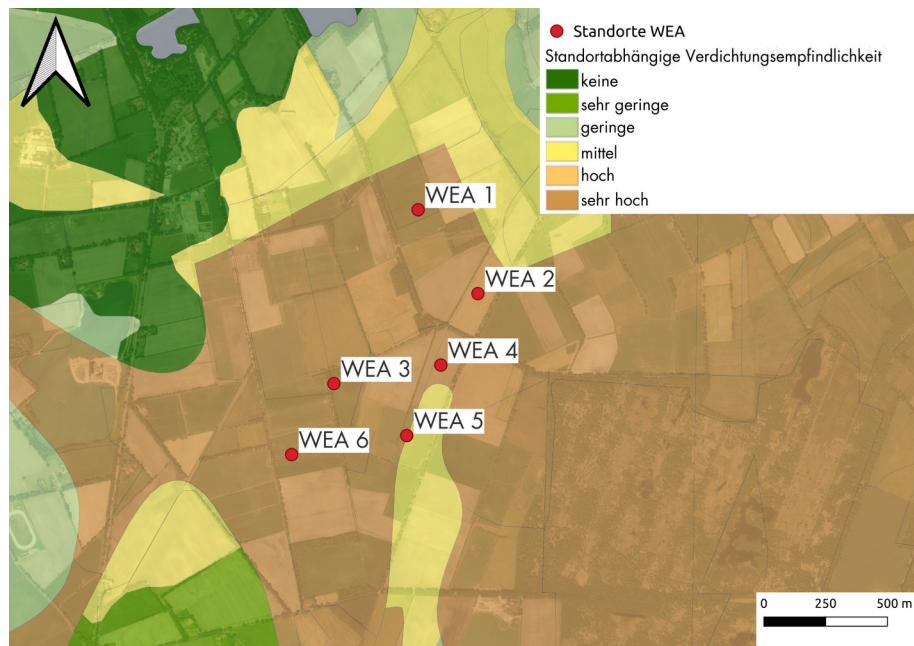 Standorte WEA
Standortabhängige Verdichtungsempfindlichkeit
keine
sehr geringe
geringe
mittel
hoch
sehr hoch
WEA 1
WEA 2
WEA 4
WEA 3
WEA 5
WEA 6
0 250 500 m